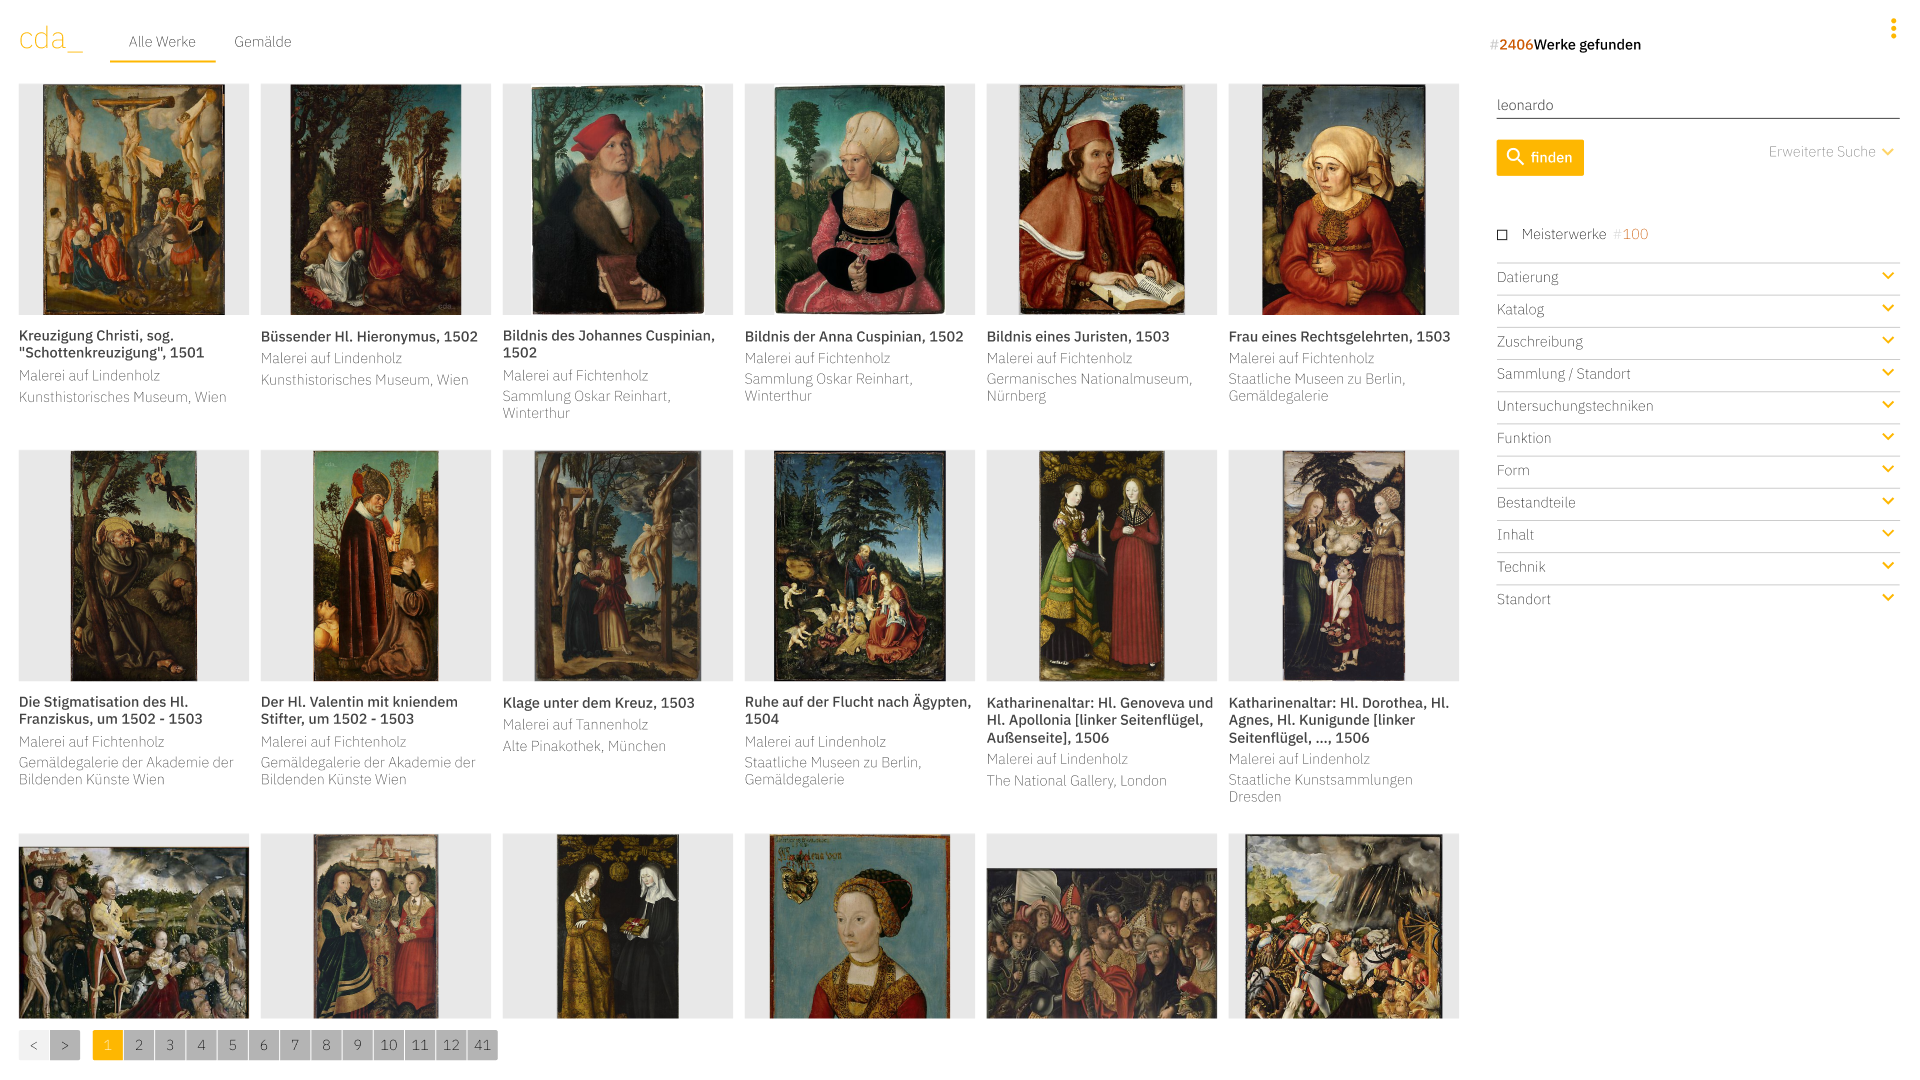 cda_
Alle Werke
Gemälde
#2406Werke gefunden
leonardo
finden
Erweiterte Suche
Meisterwerke #100
Datierung
Katalog
Zuschreibung
Sammlung / Standort
Untersuchungstechniken
Funktion
Form
Bestandteile
Inhalt
Technik
Standort
Kreuzigung Christi, sog.
"Schottenkreuzigung", 1501
Malerei auf Lindenholz
Kunsthistorisches Museum, Wien
Büssender Hl. Hieronymus, 1502
Malerei auf Lindenholz
Kunsthistorisches Museum, Wien
Bildnis des Johannes Cuspinian,
1502
Malerei auf Fichtenholz
Sammlung Oskar Reinhart,
Winterthur
Bildnis der Anna Cuspinian, 1502
Malerei auf Fichtenholz
Sammlung Oskar Reinhart,
Winterthur
Bildnis eines Juristen, 1503
Malerei auf Fichtenholz
Germanisches Nationalmuseum,
Nürnberg
Frau eines Rechtsgelehrten, 1503
Malerei auf Fichtenholz
Staatliche Museen zu Berlin,
Gemäldegalerie
Die Stigmatisation des Hl.
Franziskus, um 1502 - 1503
Malerei auf Fichtenholz
Gemäldegalerie der Akademie der
Bildenden Künste Wien
Der Hl. Valentin mit kniendem
Stifter, um 1502 - 1503
Malerei auf Fichtenholz
Gemäldegalerie der Akademie der
Bildenden Künste Wien
Klage unter dem Kreuz, 1503
Malerei auf Tannenholz
Alte Pinakothek, München
Ruhe auf der Flucht nach Ägypten,
1504
Malerei auf Lindenholz
Staatliche Museen zu Berlin,
Gemäldegalerie
Katharinenaltar: Hl. Genoveva und
Hl. Apollonia [linker Seitenflügel,
Außenseite], 1506
Malerei auf Lindenholz
The National Gallery, London
Katharinenaltar: Hl. Dorothea, Hl.
Agnes, Hl. Kunigunde [linker
Seitenflügel, ..., 1506
Malerei auf Lindenholz
Staatliche Kunstsammlungen
Dresden
< > 1 2 3 4 5 6 7 8 9 10 11 12 41